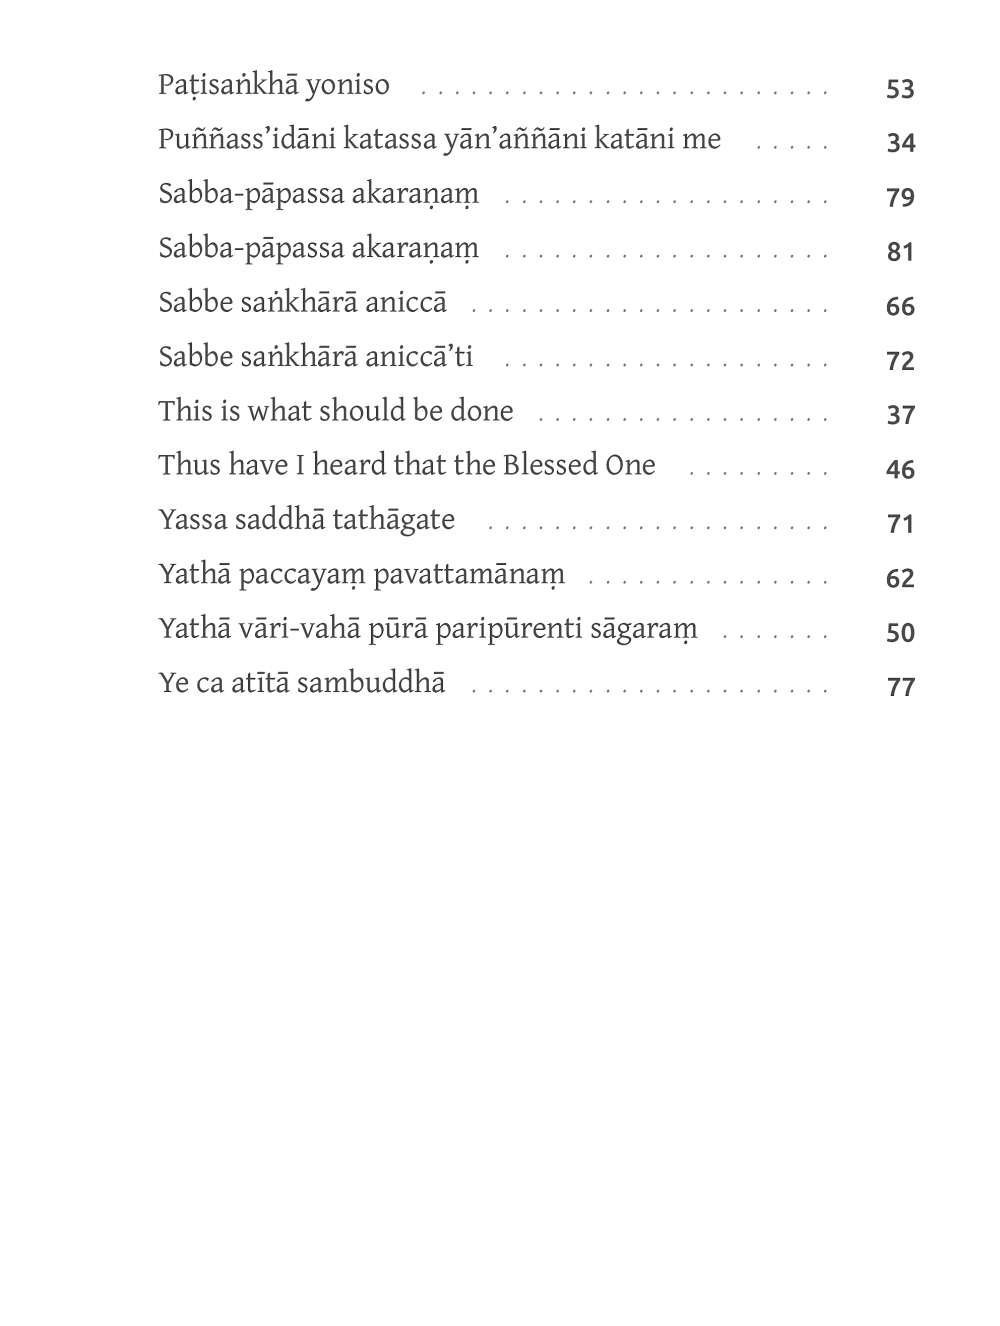 Paṭisaṅkhā yoniso . . . . . . . . . . . . . . . . . . . . . . . . . 53
Puññass’idāni katassa yān’aññāni katāni me . . . . . 34
Sabba-pāpassa akaraṇaṃ . . . . . . . . . . . . . . . . . . . . 79
Sabba-pāpassa akaraṇaṃ . . . . . . . . . . . . . . . . . . . . 81
Sabbe saṅkhārā aniccā . . . . . . . . . . . . . . . . . . . . . . 66
Sabbe saṅkhārā aniccā’ti . . . . . . . . . . . . . . . . . . . . 72
This is what should be done . . . . . . . . . . . . . . . . . . 37
Thus have I heard that the Blessed One . . . . . . . . . 46
Yassa saddhā tathāgate . . . . . . . . . . . . . . . . . . . . . 71
Yathā paccayaṃ pavattamānaṃ . . . . . . . . . . . . . . . 62
Yathā vāri-vahā pūrā paripūrenti sāgaraṃ . . . . . . . 50
Ye ca atītā sambuddhā . . . . . . . . . . . . . . . . . . . . . . 77